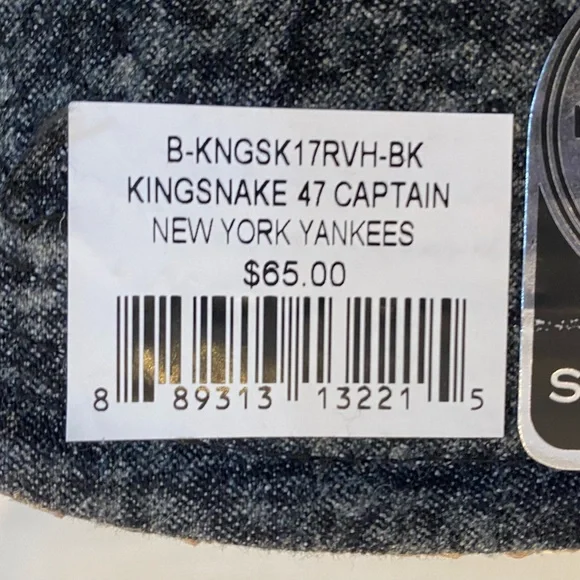 B-KNGSK17RVH-BK
KINGSNAKE 47 CAPTAIN
NEW YORK YANKEES
$65.00
8 89313 13221 5
S